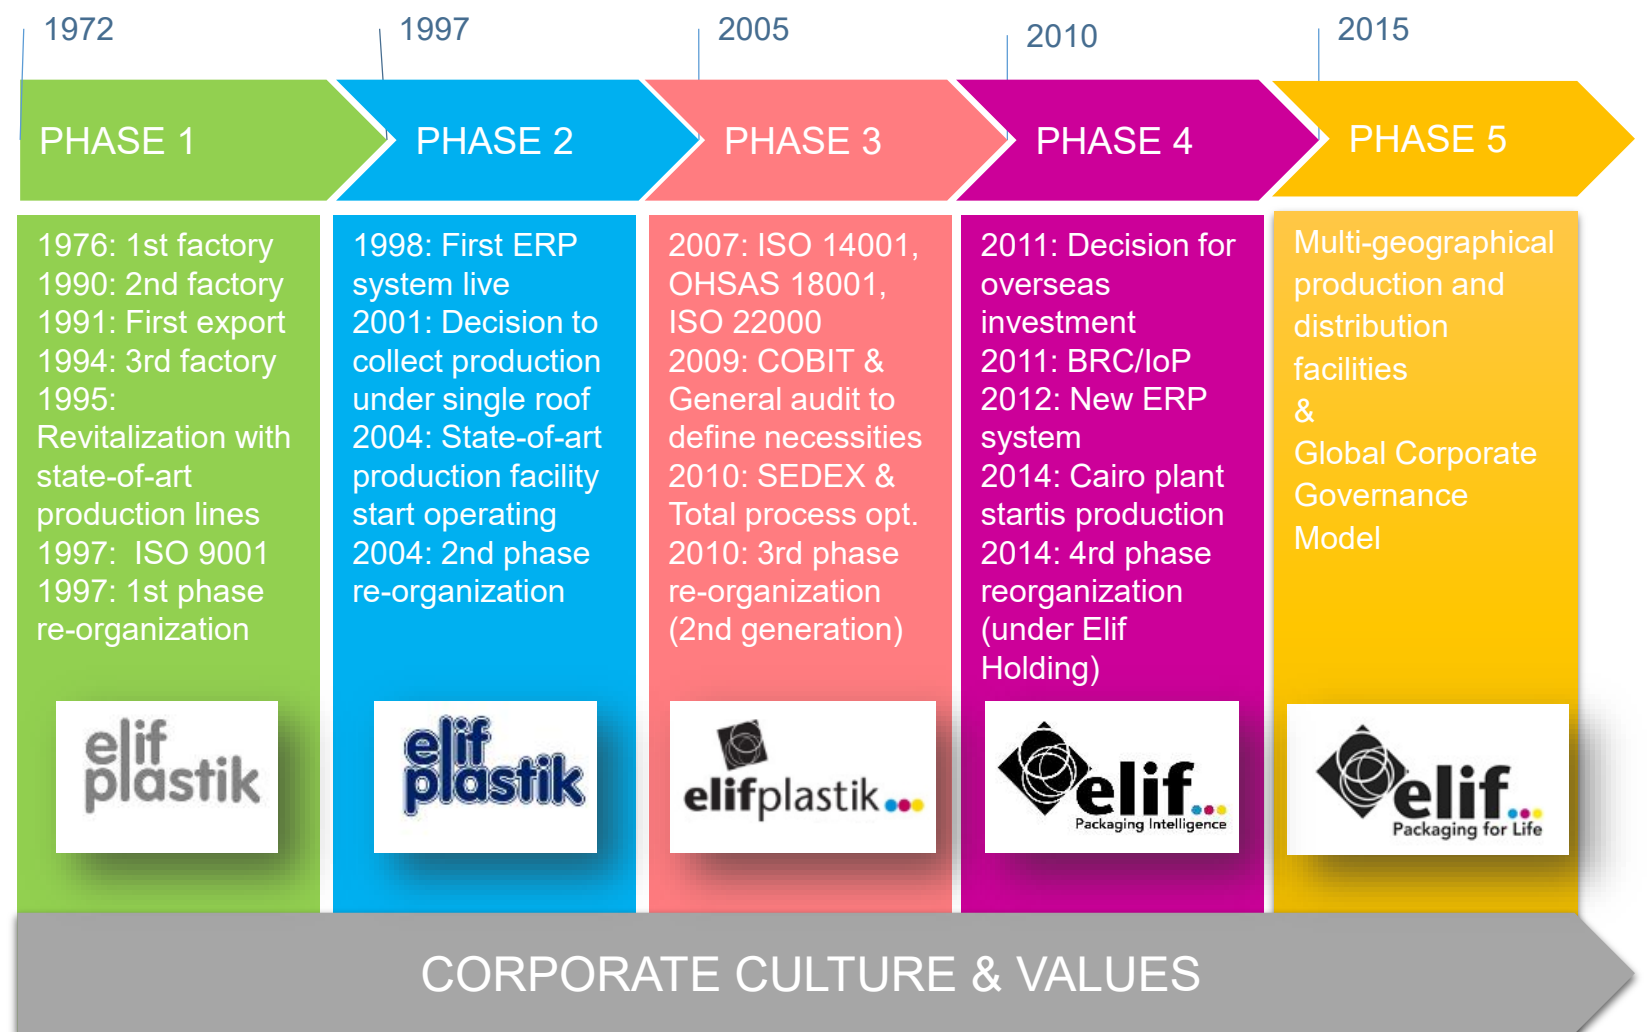 1972
1997
2005
2010
2015
PHASE 1
PHASE 2
PHASE 3
PHASE 4
PHASE 5
1976: 1st factory
1990: 2nd factory
1991: First export
1994: 3rd factory
1995:
Revitalization with
state-of-art
production lines
1997:  ISO 9001
1997: 1st phase
re-organization
elif
plastik
1998: First ERP
system live
2001: Decision to
collect production
under single roof
2004: State-of-art
production facility
start operating
2004: 2nd phase
re-organization
elif
plastik
2007: ISO 14001,
OHSAS 18001,
ISO 22000
2009: COBIT &
General audit to
define necessities
2010: SEDEX &
Total process opt.
2010: 3rd phase
re-organization
(2nd generation)
elifplastik
2011: Decision for
overseas
investment
2011: BRC/IoP
2012: New ERP
system
2014: Cairo plant
startis production
2014: 4rd phase
reorganization
(under Elif
Holding)
elif
Packaging Intelligence
Multi-geographical
production and
distribution
facilities
&
Global Corporate
Governance
Model
elif
Packaging for Life
CORPORATE CULTURE & VALUES